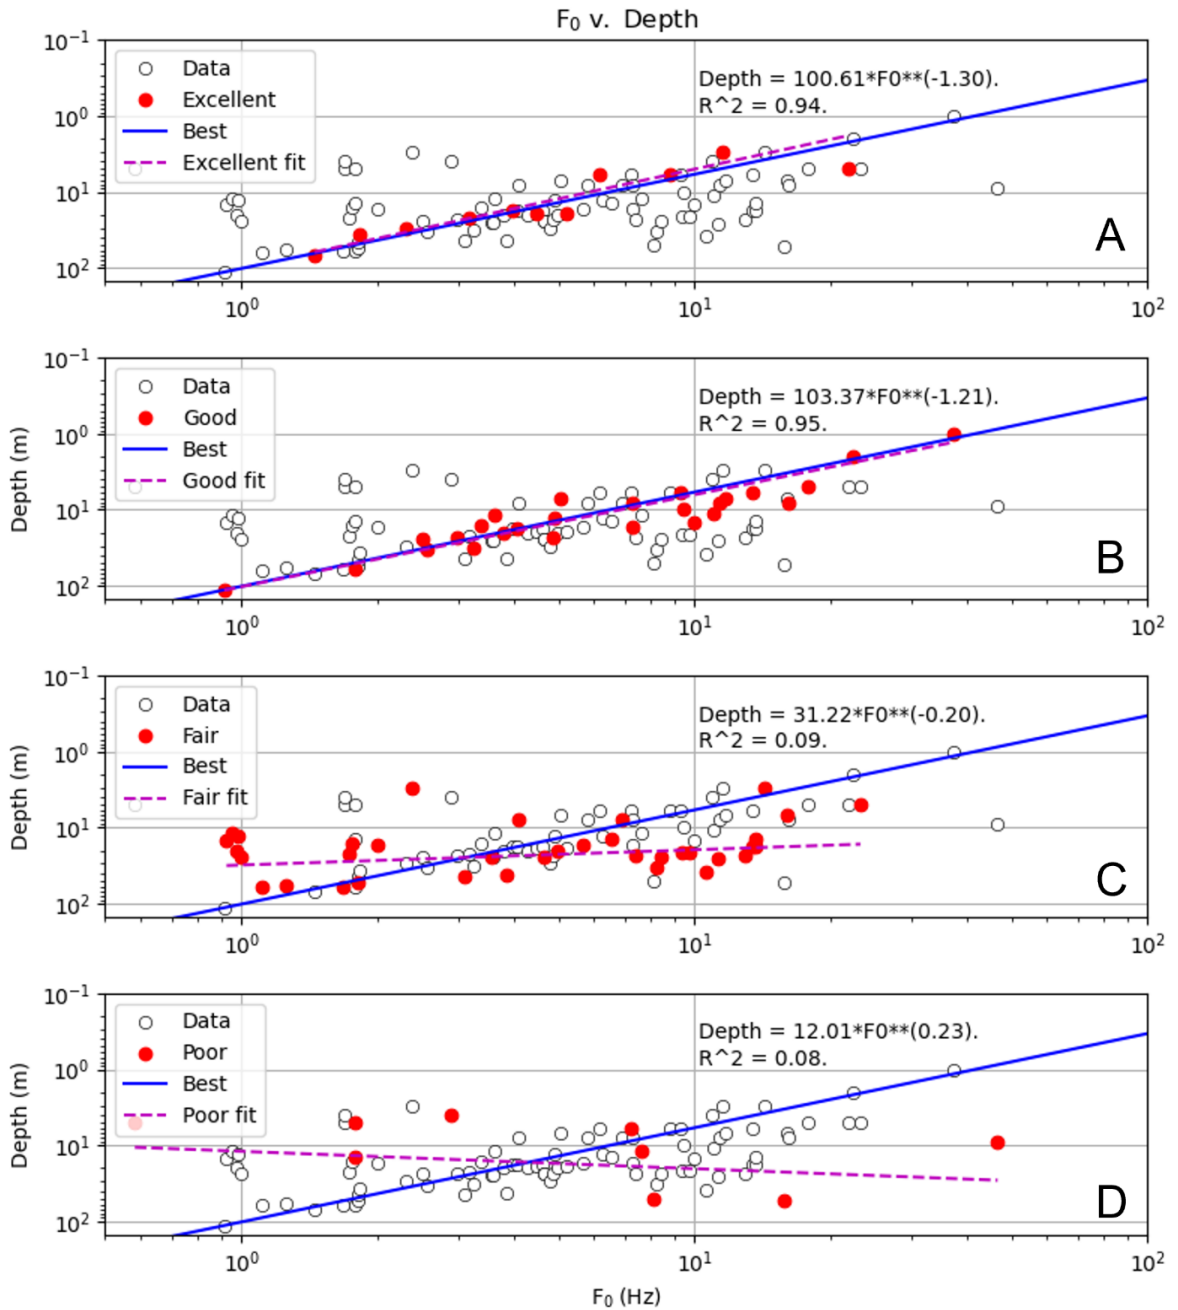 F₀ v. Depth
10⁻¹
Data
Depth = 100.61*F0**(-1.30).
Excellent
R^2 = 0.94.
10⁰
Best
Excellent fit
10¹
A
10²
10⁰ 10¹ 10²
10⁻¹
Data
Depth = 103.37*F0**(-1.21).
Good
R^2 = 0.95.
10⁰
Best
Good fit
Depth (m)
10¹
B
10²
10⁰ 10¹ 10²
10⁻¹
Data
Depth = 31.22*F0**(-0.20).
Fair
R^2 = 0.09.
10⁰
Best
Fair fit
Depth (m)
10¹
C
10²
10⁰ 10¹ 10²
10⁻¹
Data
Depth = 12.01*F0**(0.23).
Poor
R^2 = 0.08.
10⁰
Best
Poor fit
Depth (m)
10¹
D
10²
10⁰ 10¹ 10²
F₀ (Hz)